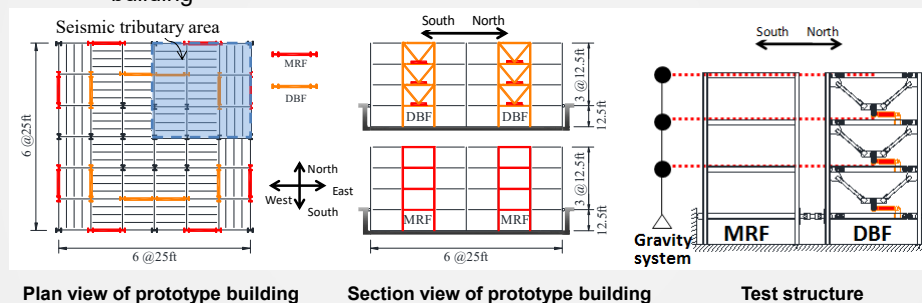 building
Seismic tributary area
MRF
DBF
6 @25ft
6 @25ft
North
West
East
South
South North
DBF
DBF
3 @12.5ft
12.5ft
MRF
MRF
3 @12.5ft
12.5ft
6 @25ft
South North
Gravity
system
MRF
DBF
Plan view of prototype building
Section view of prototype building
Test structure